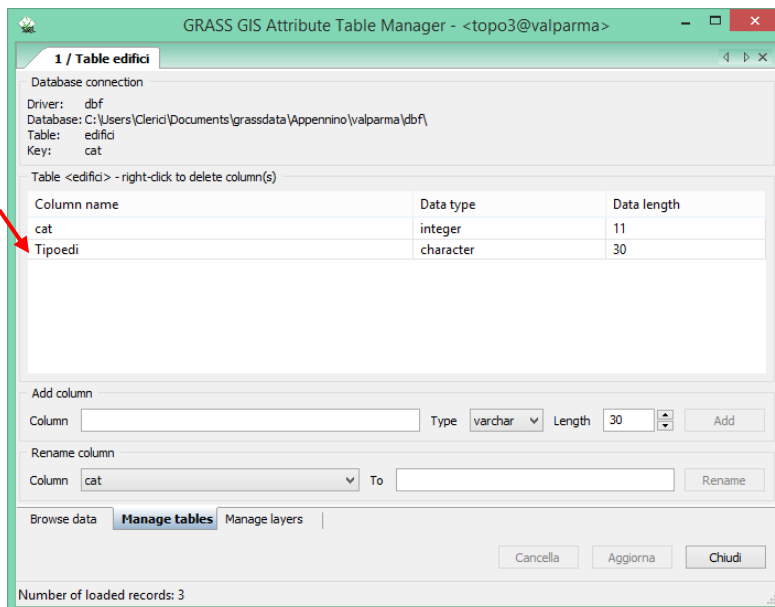 GRASS GIS Attribute Table Manager - <topo3@valparma>
1 / Table edifici
Database connection
Driver: dbf
Database: C:\Users\Clerici\Documents\grassdata\Appennino\valparma\dbf\
Table: edifici
Key: cat
Table <edifici> - right-click to delete column(s)
Column name Data type Data length
cat integer 11
Tipoedi character 30
Add column
Column Type varchar Length 30 Add
Rename column
Column cat To Rename
Browse data Manage tables Manage layers
Cancella Aggiorna Chiudi
Number of loaded records: 3